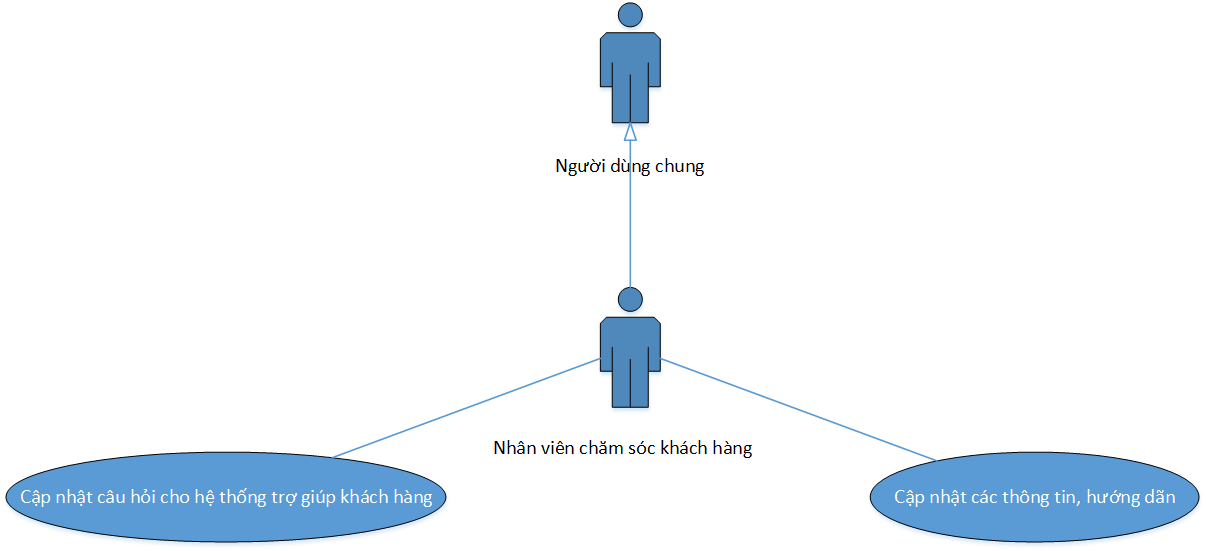 Người dùng chung
Nhân viên chăm sóc khách hàng
Cập nhật câu hỏi cho hệ thống trợ giúp khách hàng
Cập nhật các thông tin, hướng dãn